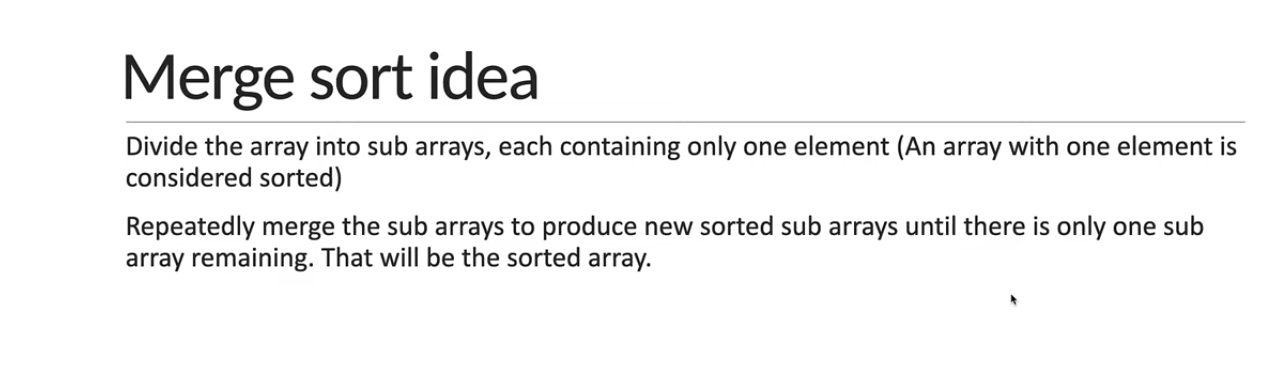 Merge sort idea
Divide the array into sub arrays, each containing only one element (An array with one element is
considered sorted)
Repeatedly merge the sub arrays to produce new sorted sub arrays until there is only one sub
array remaining. That will be the sorted array.